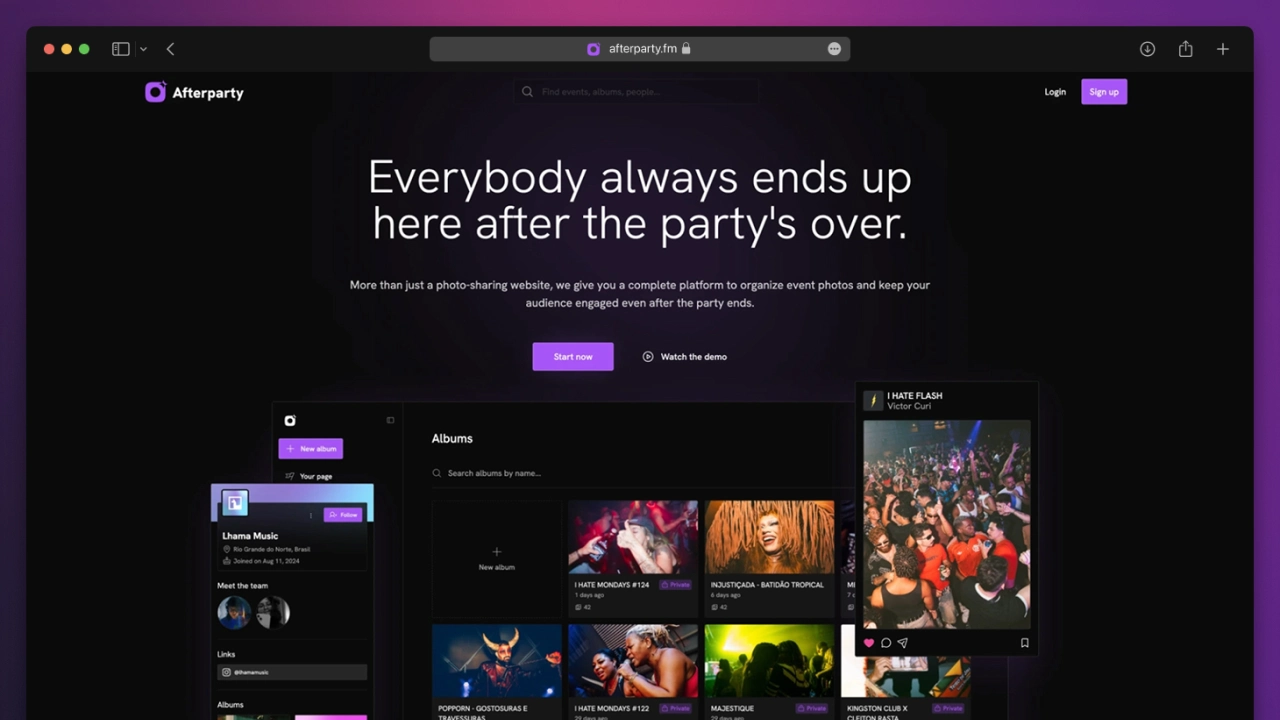 afterparty.fm
Afterparty
Find events, albums, people...
Login
Sign up
Everybody always ends up
here after the party's over.
More than just a photo-sharing website, we give you a complete platform to organize event photos and keep your
audience engaged even after the party ends.
Start now
Watch the demo
I HATE FLASH
Victor Curi
New album
Your page
Albums
Search albums by name...
Follow
Lhama Music
Rio Grande do Norte, Brasil
Joined on Aug 11, 2024
Meet the team
Links
@lhamamusic
Albums
New album
I HATE MONDAYS #124
Private
1 days ago
42
INJUSTIÇADA - BATIDÃO TROPICAL
6 days ago
42
POPPORN - GOSTOSURAS E
TRAVESSURAS
I HATE MONDAYS #122
Private
29 days ago
MAJESTIQUE
Private
29 days ago
KINGSTON CLUB X
CLEITON RASTA
Private